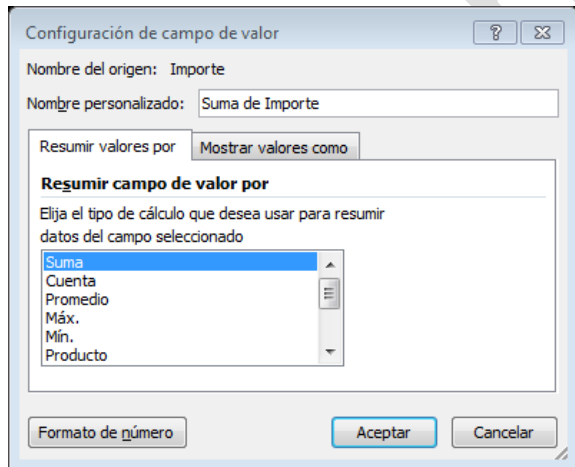 Configuración de campo de valor
Nombre del origen: Importe
Nombre personalizado: Suma de Importe
Resumir valores por Mostrar valores como
Resumir campo de valor por
Elija el tipo de cálculo que desea usar para resumir
datos del campo seleccionado
Suma
Cuenta
Promedio
Máx.
Mín.
Producto
Formato de número Aceptar Cancelar